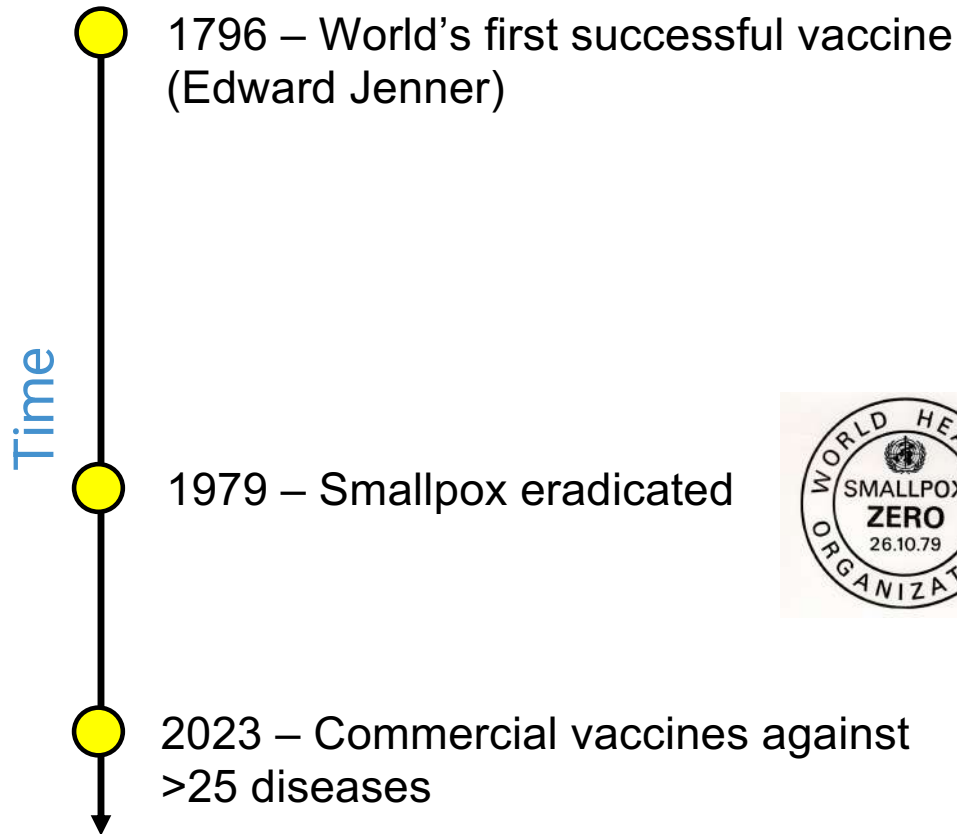 1796 – World's first successful vaccine
(Edward Jenner)
Time
1979 – Smallpox eradicated
WORLD
SMALLPOX
ZERO
26.10.79
2023 – Commercial vaccines against
>25 diseases